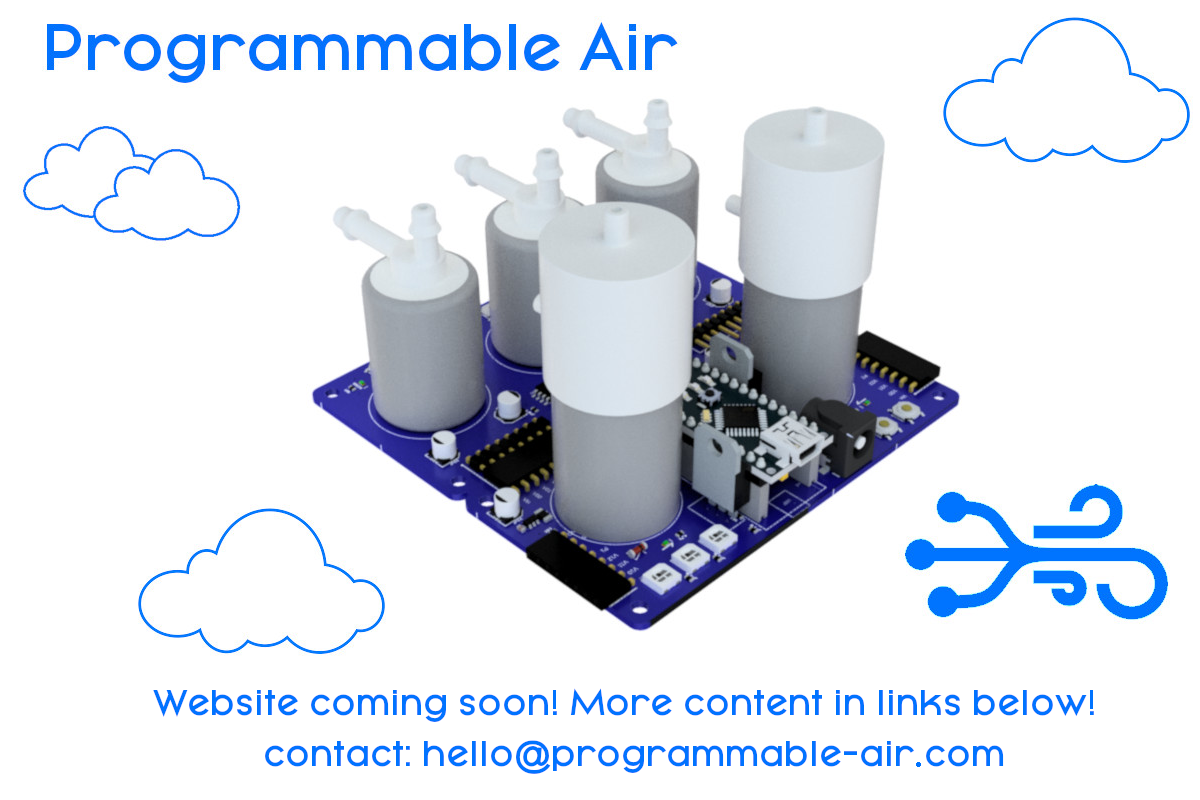 Programmable Air
Website coming soon! More content in links below!
contact: hello@programmable-air.com